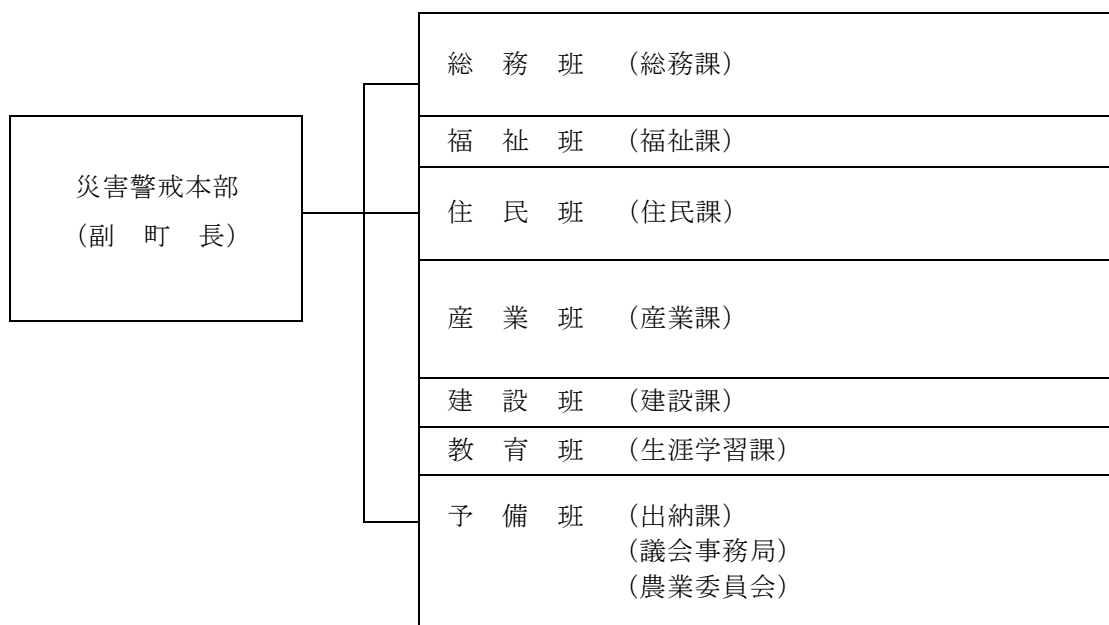 災害警戒本部
（副　町　長）
総　務　班　（総務課）
福　祉　班　（福祉課）
住　民　班　（住民課）
産　業　班　（産業課）
建　設　班　（建設課）
教　育　班　（生涯学習課）
予　備　班　（出納課）
（議会事務局）
（農業委員会）